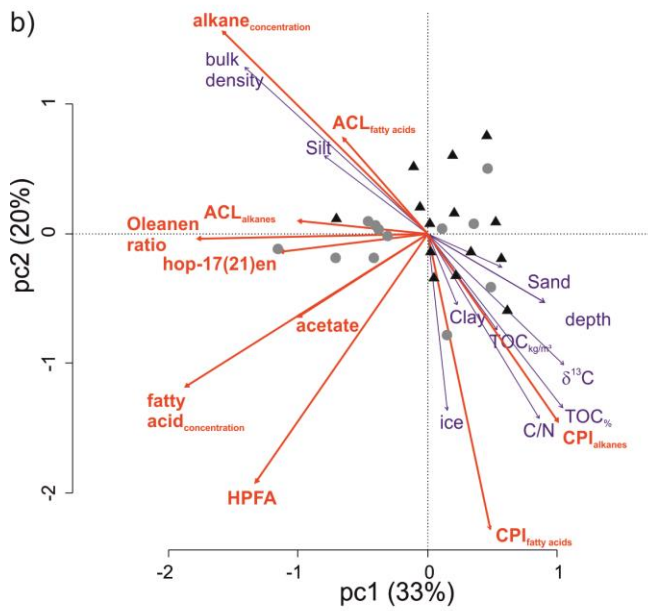 b)
alkane concentration
bulk
density
ACL fatty acids
Silt
ACL alkanes
Oleanen
ratio
hop-17(21)en
Sand
depth
Clay
TOC kg/m³
acetate
δ¹³C
fatty
acid concentration
ice
C/N
TOC %
CPI alkanes
HPFA
CPI fatty acids
pc2 (20%)
1
0
-1
-2
-2
-1
0
1
pc1 (33%)